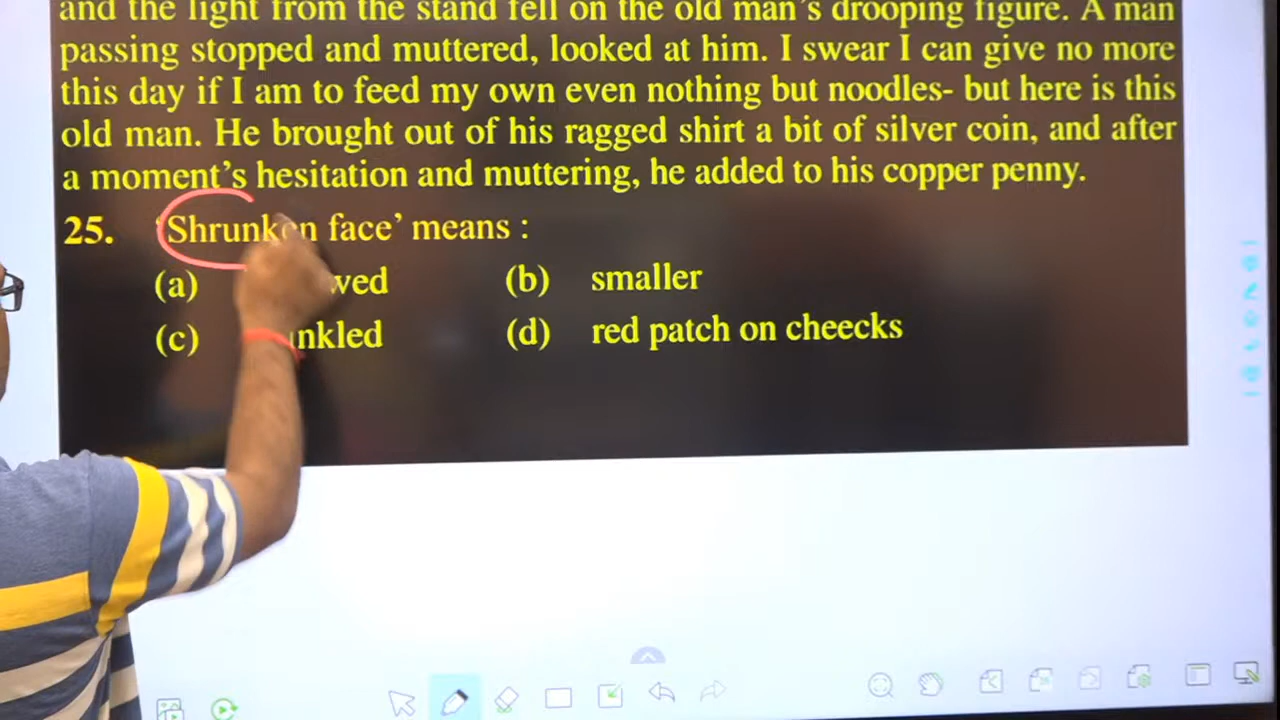 and the light from the stand fell on the old man's drooping figure. A man
passing stopped and muttered, looked at him. I swear I can give no more
this day if I am to feed my own even nothing but noodles- but here is this
old man. He brought out of his ragged shirt a bit of silver coin, and after
a moment's hesitation and muttering, he added to his copper penny.
25. 'Shrunken face' means :
(a) (b) smaller
(c) (d) red patch on cheecks